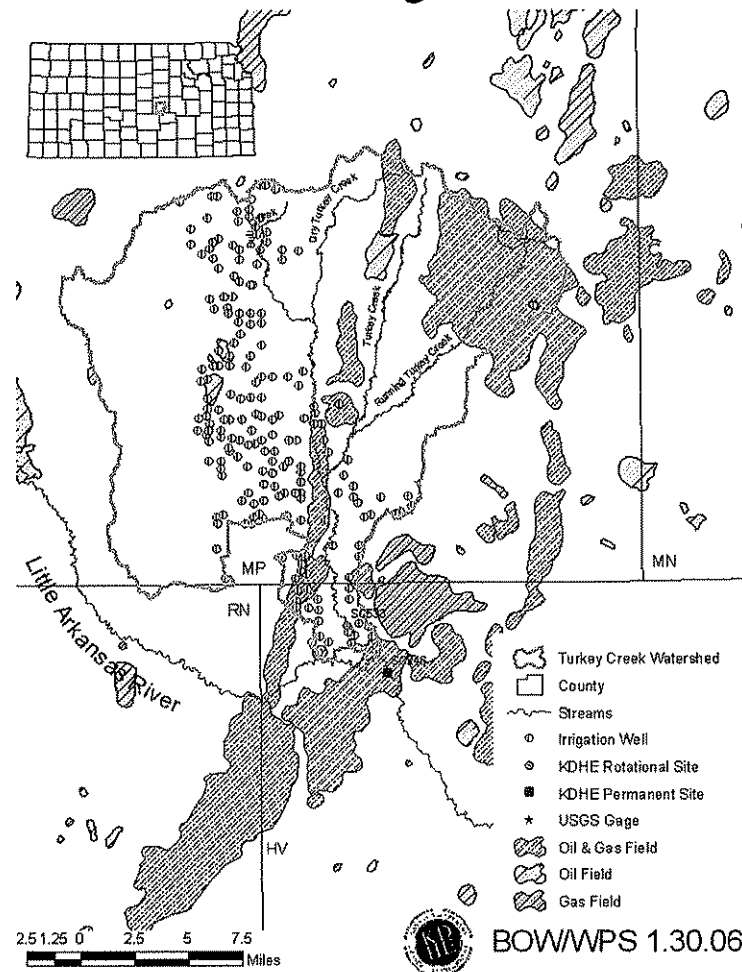 Dry Turkey Creek
Turkey Creek
Running Turkey Creek
MP
MN
RN
SC533
Little Arkansas River
HV
Turkey Creek Watershed
County
Streams
Irrigation Well
KDHE Rotational Site
KDHE Permanent Site
USGS Gage
Oil & Gas Field
Oil Field
Gas Field
2.5 1.25 0 2.5 5 7.5
Miles
BOW/WPS 1.30.06